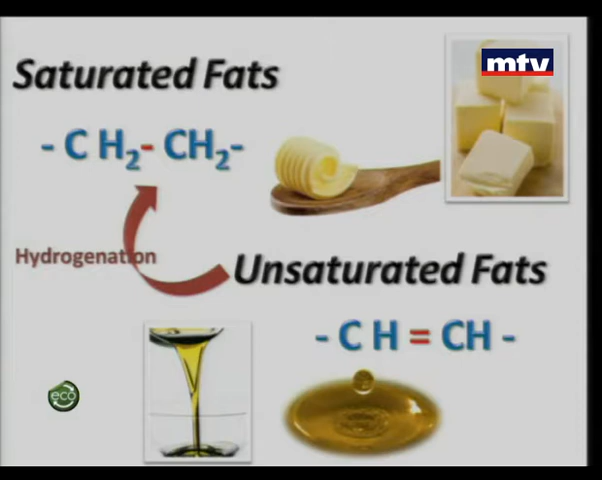 mtv
Saturated Fats
- C H₂- CH₂-
Hydrogenation
Unsaturated Fats
- C H = CH -
eco